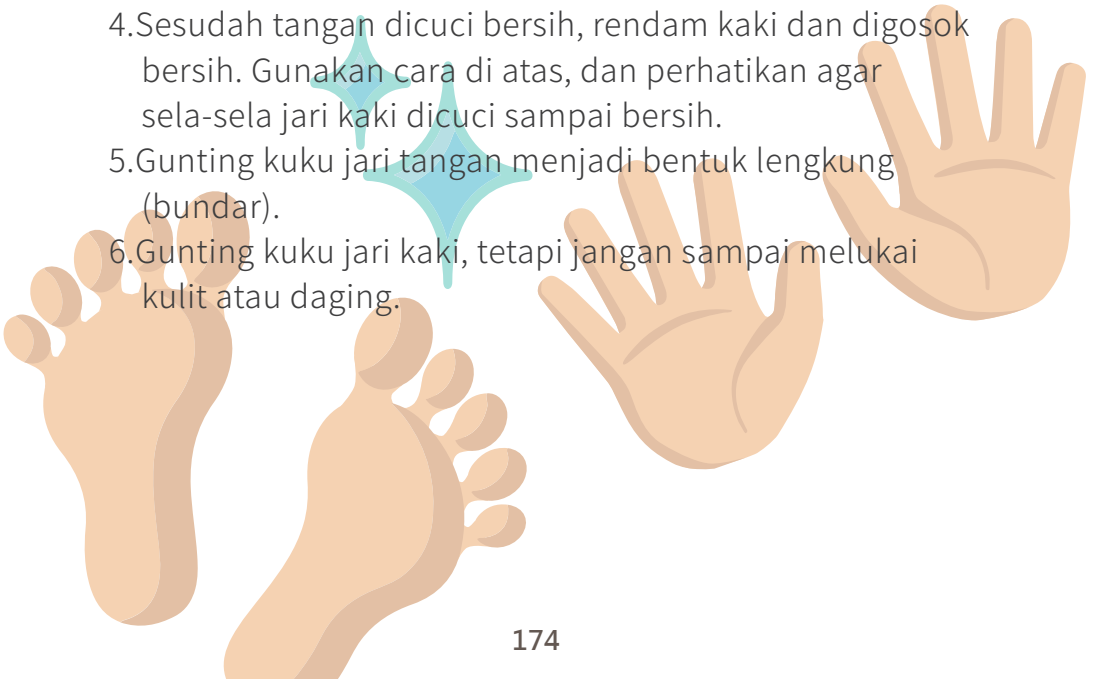 4.Sesudah tangan dicuci bersih, rendam kaki dan digosok
bersih. Gunakan cara di atas, dan perhatikan agar
sela-sela jari kaki dicuci sampai bersih.
5.Gunting kuku jari tangan menjadi bentuk lengkung
(bundar).
6.Gunting kuku jari kaki, tetapi jangan sampai melukai
kulit atau daging.
174